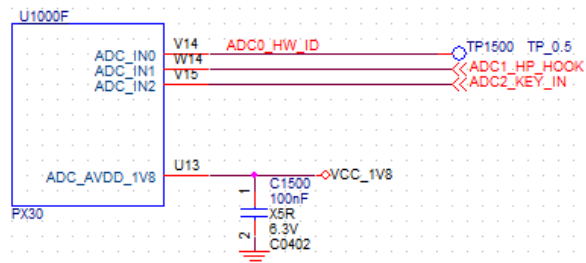 U1000F
V14 ADC0_HW_ID
ADC_IN0 TP1500 TP_0.5
W14
ADC_IN1 ADC1_HP_HOOK
V15
ADC_IN2 ADC2_KEY_IN
U13
ADC_AVDD_1V8 VCC_1V8
C1500
1 100nF
PX30 X5R
6.3V
2 C0402